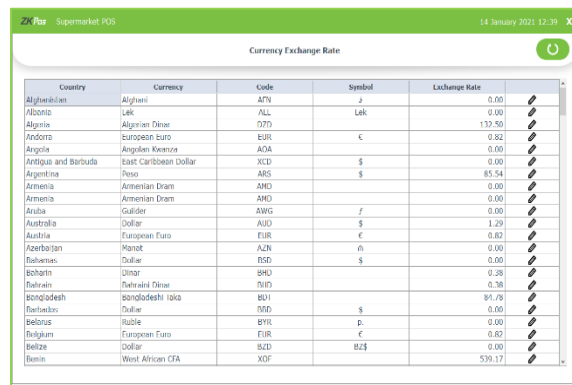 ZKPos Supermarket POS 14 January 2021 12:39 X
Currency Exchange Rate
Country Currency Code Symbol Exchange Rate
Afghanistan Afghani AFN ؋ 0.00
Albania Lek ALL Lek 0.00
Algeria Algerian Dinar DZD 132.50
Andorra European Euro EUR € 0.82
Angola Angolan Kwanza AOA 0.00
Antigua and Barbuda East Caribbean Dollar XCD $ 0.00
Argentina Peso ARS $ 85.54
Armenia Armenian Dram AMD 0.00
Armenia Armenian Dram AMD 0.00
Aruba Guilder AWG ƒ 0.00
Australia Dollar AUD $ 1.29
Austria European Euro EUR € 0.82
Azerbaijan Manat AZN 0.00
Bahamas Dollar BSD $ 0.00
Baharin Dinar BHD 0.38
Bahrain Bahraini Dinar BHD 0.38
Bangladesh Bangladeshi Taka BDT 84.78
Barbados Dollar BBD $ 0.00
Belarus Ruble BYR p. 0.00
Belgium European Euro EUR € 0.82
Belize Dollar BZD BZ$ 0.00
Benin West African CFA XOF 539.17